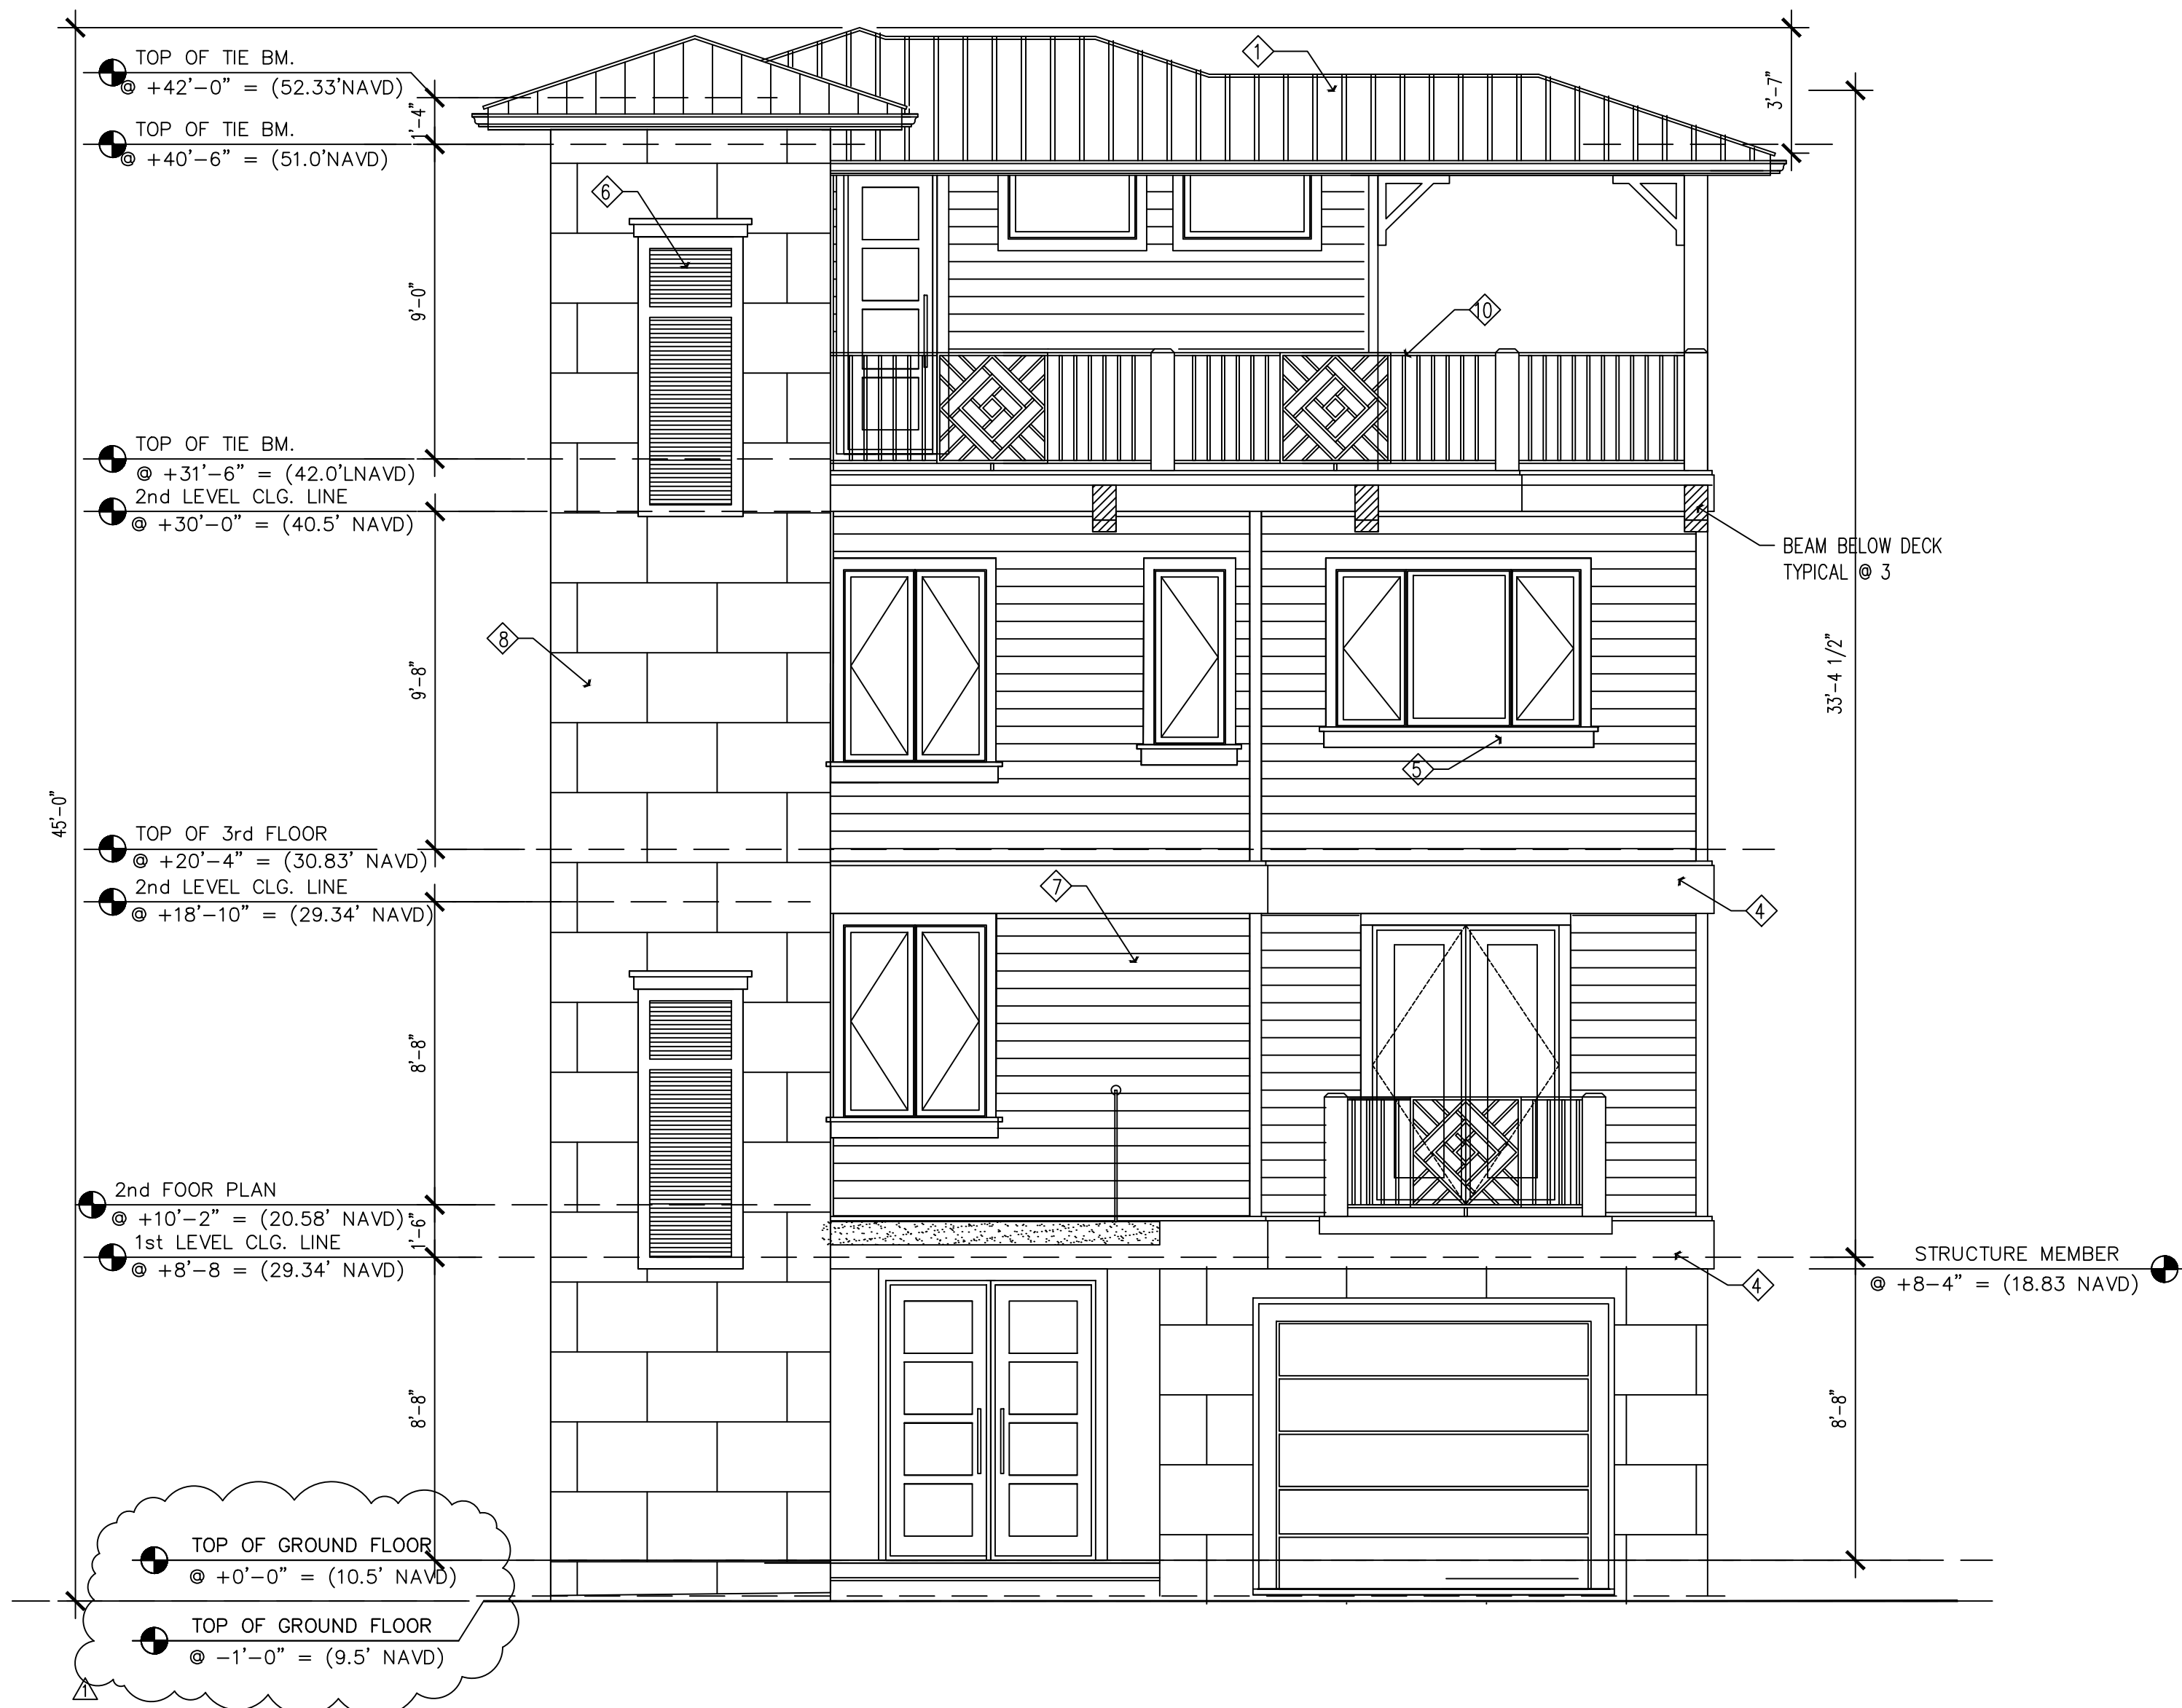 TOP OF TIE BM.
@ +42'-0" = (52.33'NAVD)
TOP OF TIE BM.
@ +40'-6" = (51.0'NAVD)
1'-4"
1
3'-7"
6
9'-0"
10
TOP OF TIE BM.
@ +31'-6" = (42.0'LNAVD)
2nd LEVEL CLG. LINE
@ +30'-0" = (40.5' NAVD)
BEAM BELOW DECK
TYPICAL @ 3
8
9'-8"
33'-4 1/2"
5
45'-0"
TOP OF 3rd FLOOR
@ +20'-4" = (30.83' NAVD)
2nd LEVEL CLG. LINE
@ +18'-10" = (29.34' NAVD)
7
4
8'-8"
2nd FOOR PLAN
@ +10'-2" = (20.58' NAVD)
1'-6"
1st LEVEL CLG. LINE
@ +8'-8 = (29.34' NAVD)
4
STRUCTURE MEMBER
@ +8-4" = (18.83 NAVD)
8'-8"
8'-8"
TOP OF GROUND FLOOR
@ +0'-0" = (10.5' NAVD)
TOP OF GROUND FLOOR
@ -1'-0" = (9.5' NAVD)
1